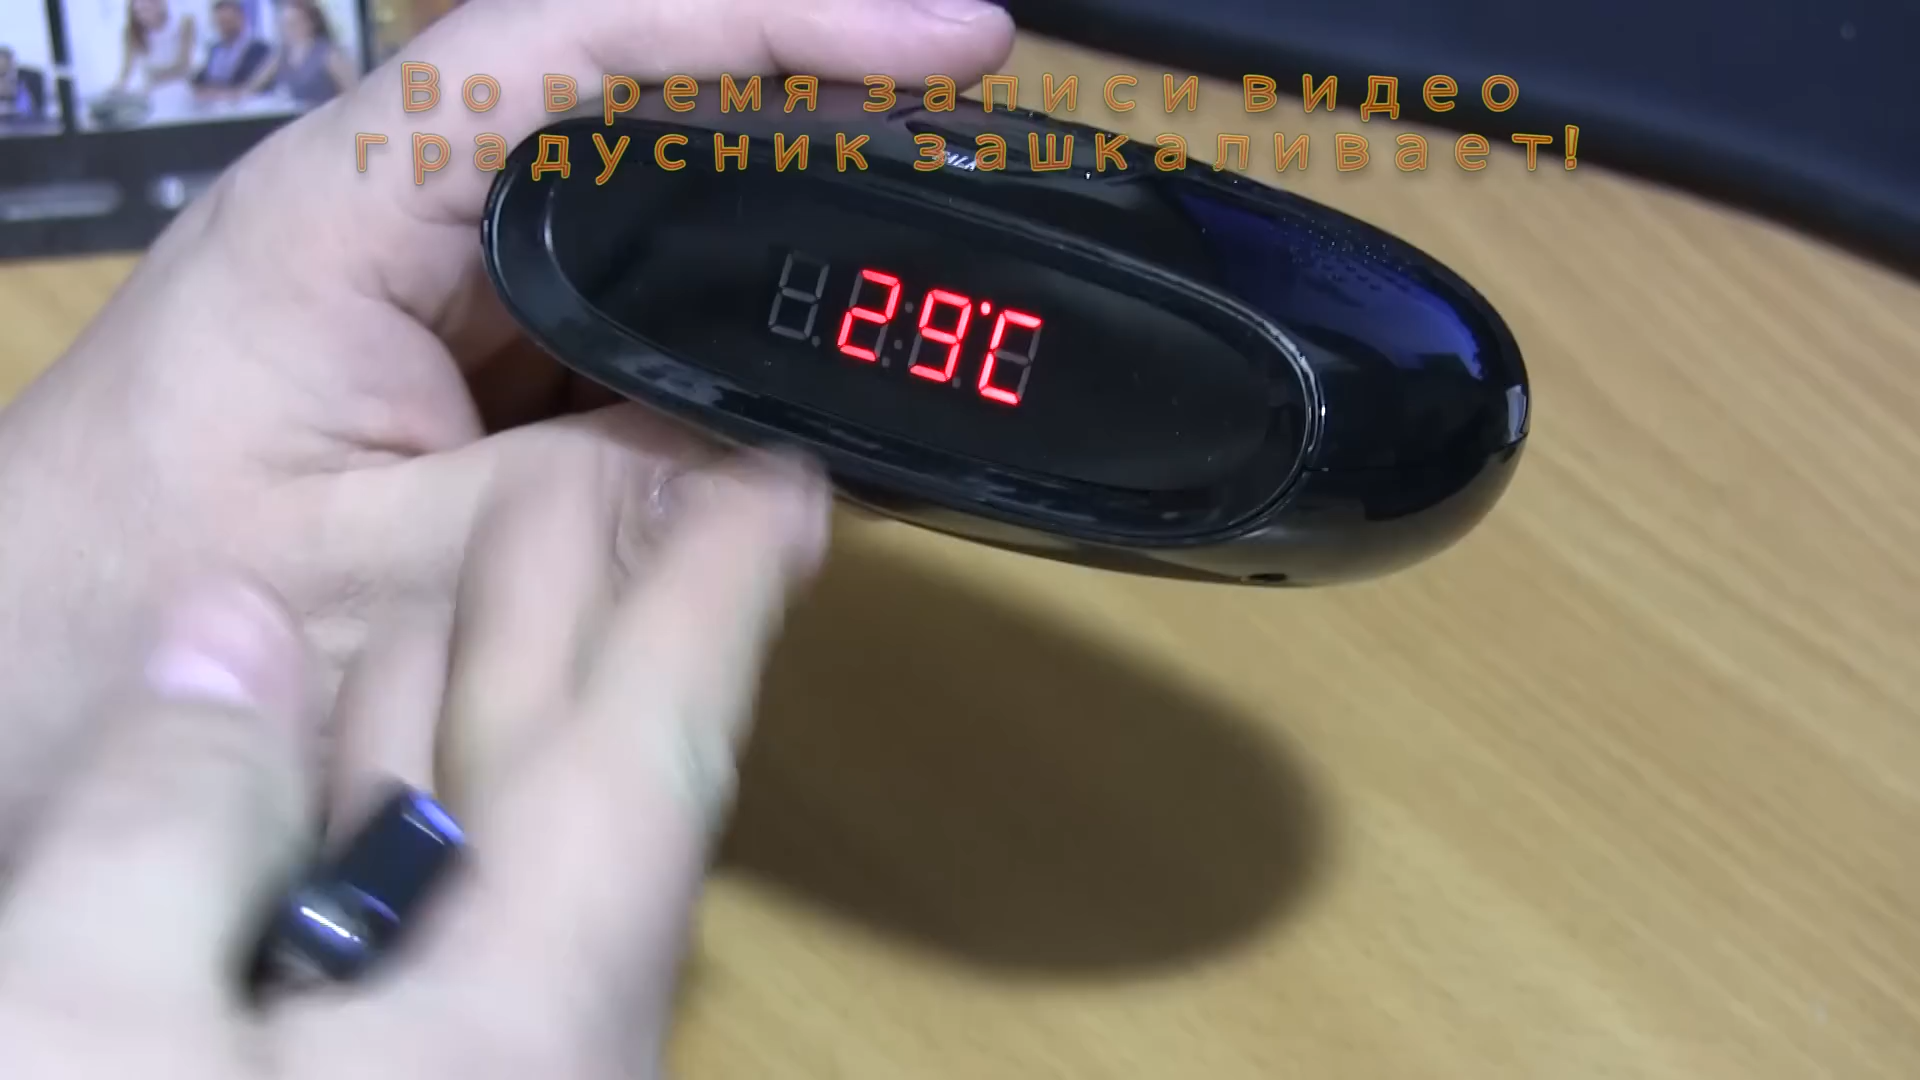 Во время записи видео
градусник зашкаливает!
29°C